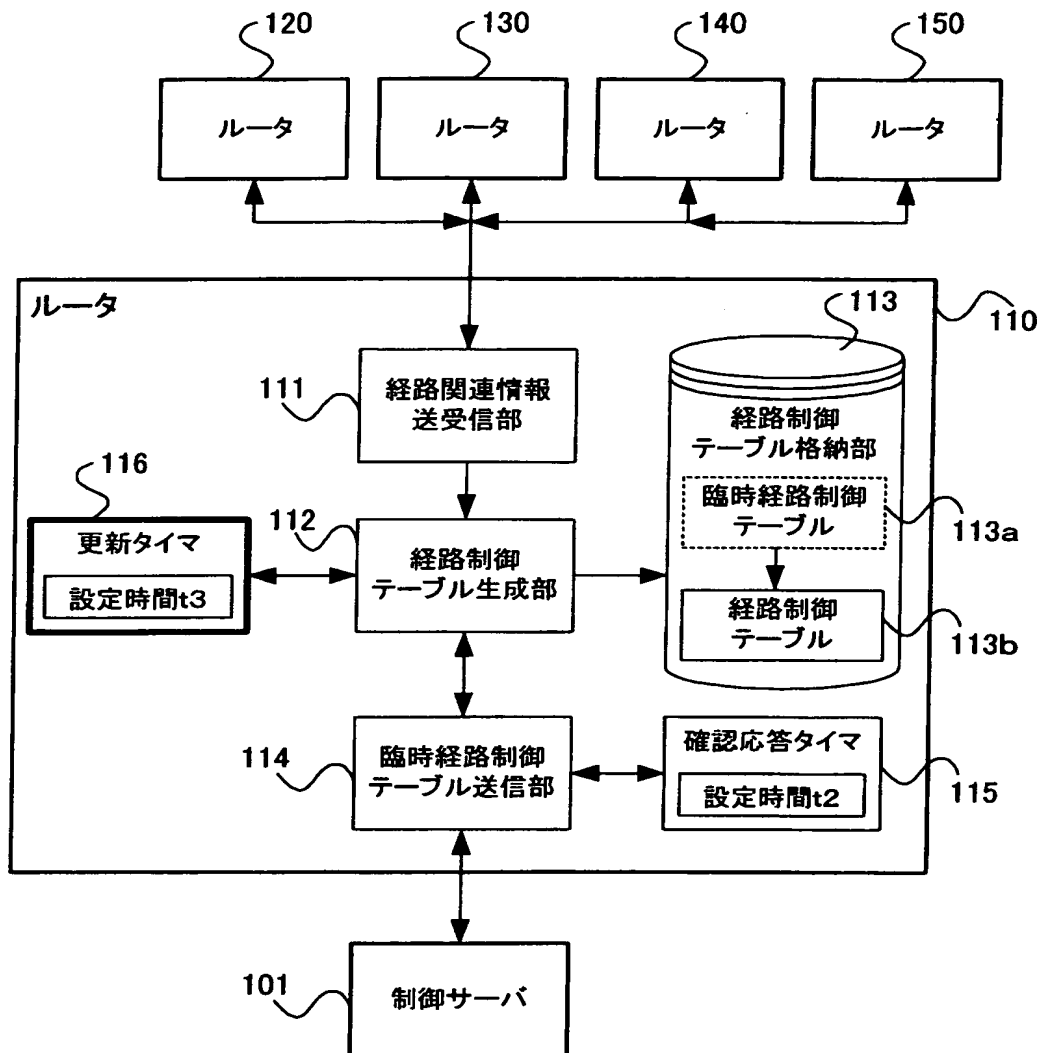 120
130
140
150
ルータ
ルータ
ルータ
ルータ
ルータ
110
113
111
経路関連情報
送受信部
経路制御
テーブル格納部
臨時経路制御
テーブル
113a
経路制御
テーブル
113b
116
更新タイマ
設定時間t3
112
経路制御
テーブル生成部
114
臨時経路制御
テーブル送信部
確認応答タイマ
設定時間t2
115
101
制御サーバ